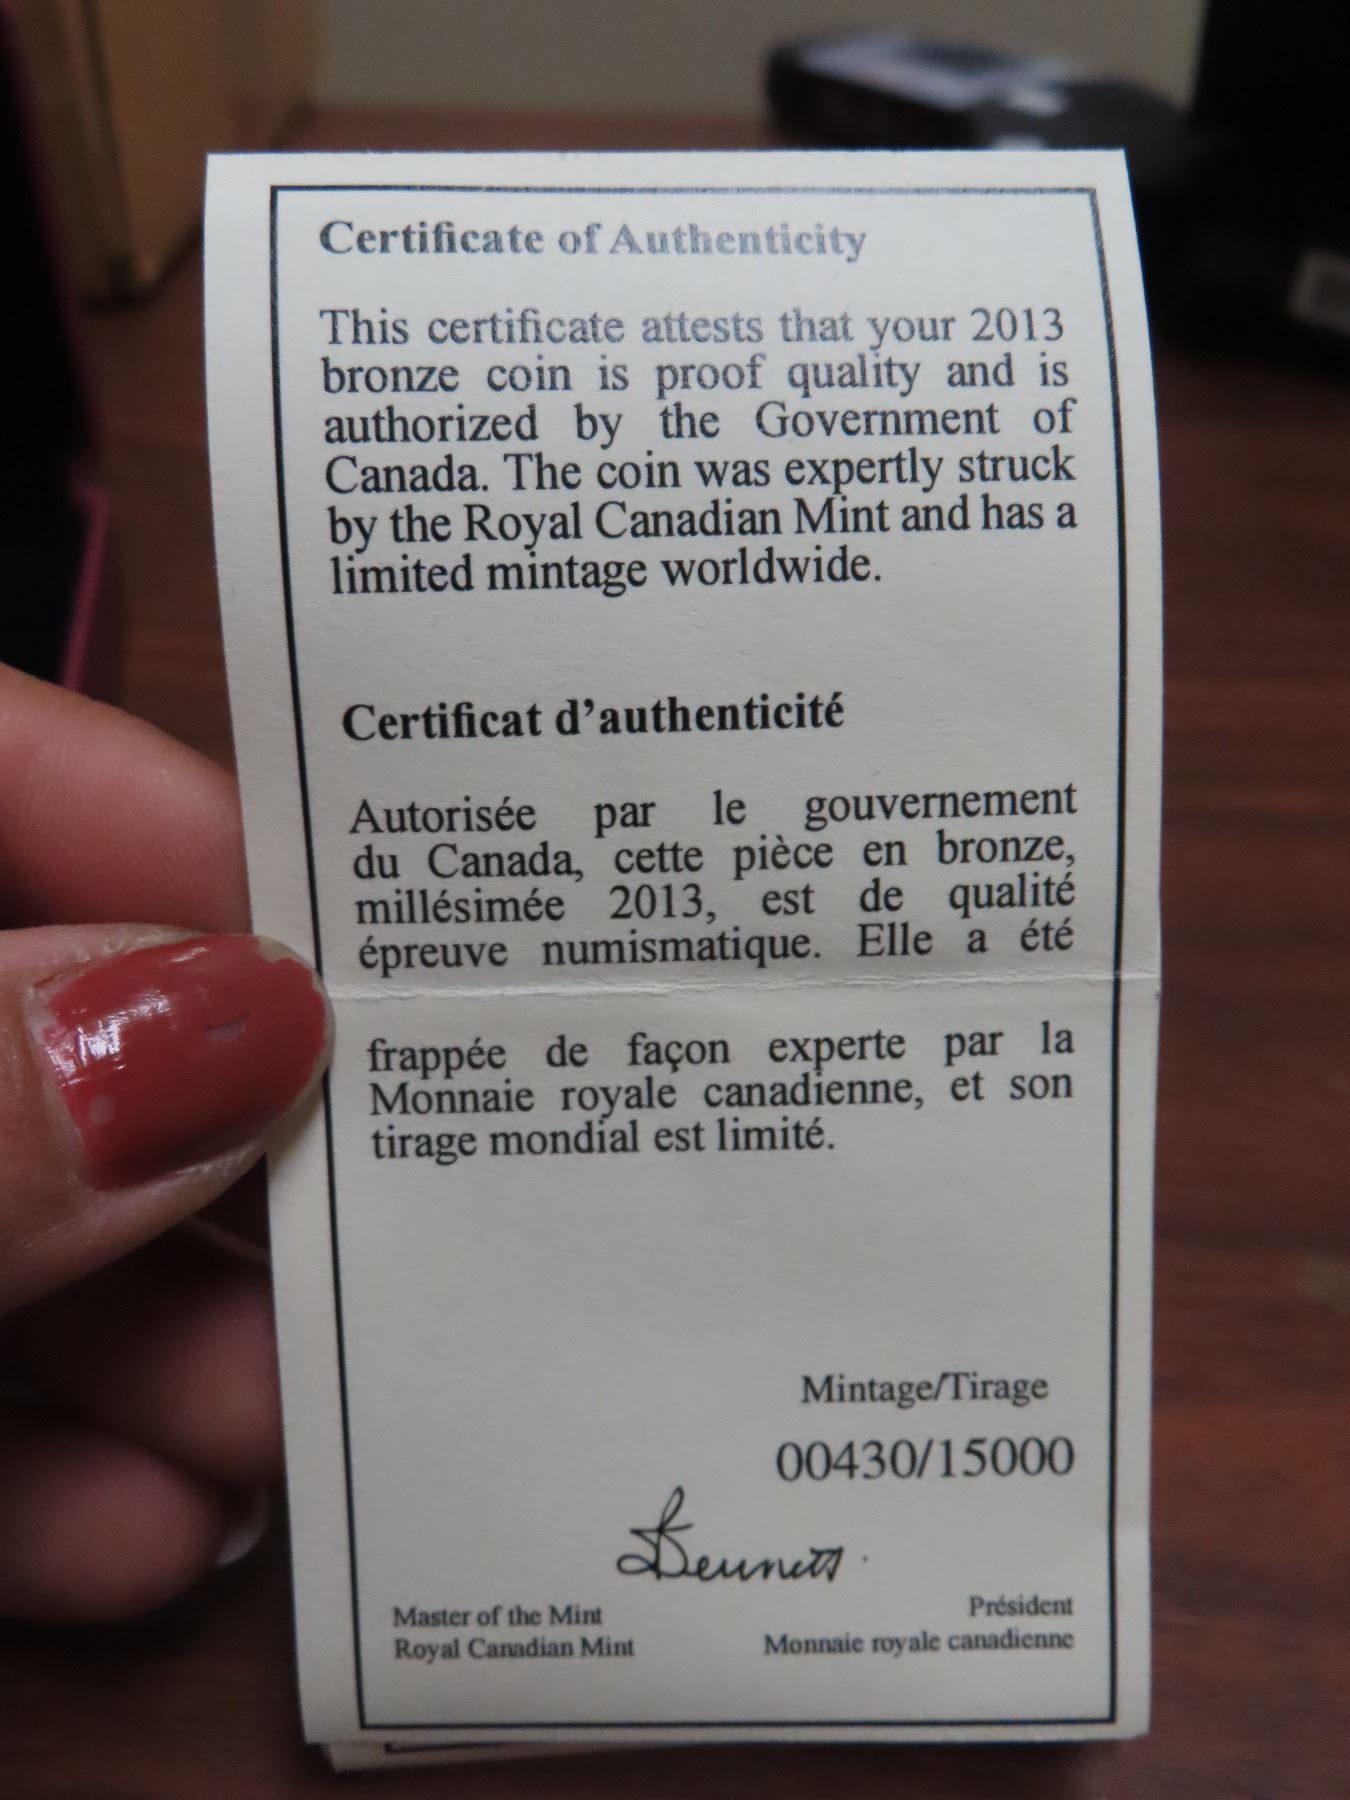 Certificate of Authenticity
This certificate attests that your 2013
bronze coin is proof quality and is
authorized by the Government of
Canada. The coin was expertly struck
by the Royal Canadian Mint and has a
limited mintage worldwide.
Certificat d'authenticité
Autorisée par le gouvernement
du Canada, cette pièce en bronze,
millésimée 2013, est de qualité
épreuve numismatique. Elle a été
frappée de façon experte par la
Monnaie royale canadienne, et son
tirage mondial est limité.
Mintage/Tirage
00430/15000
Bennett
Master of the Mint
Royal Canadian Mint
Président
Monnaie royale canadienne